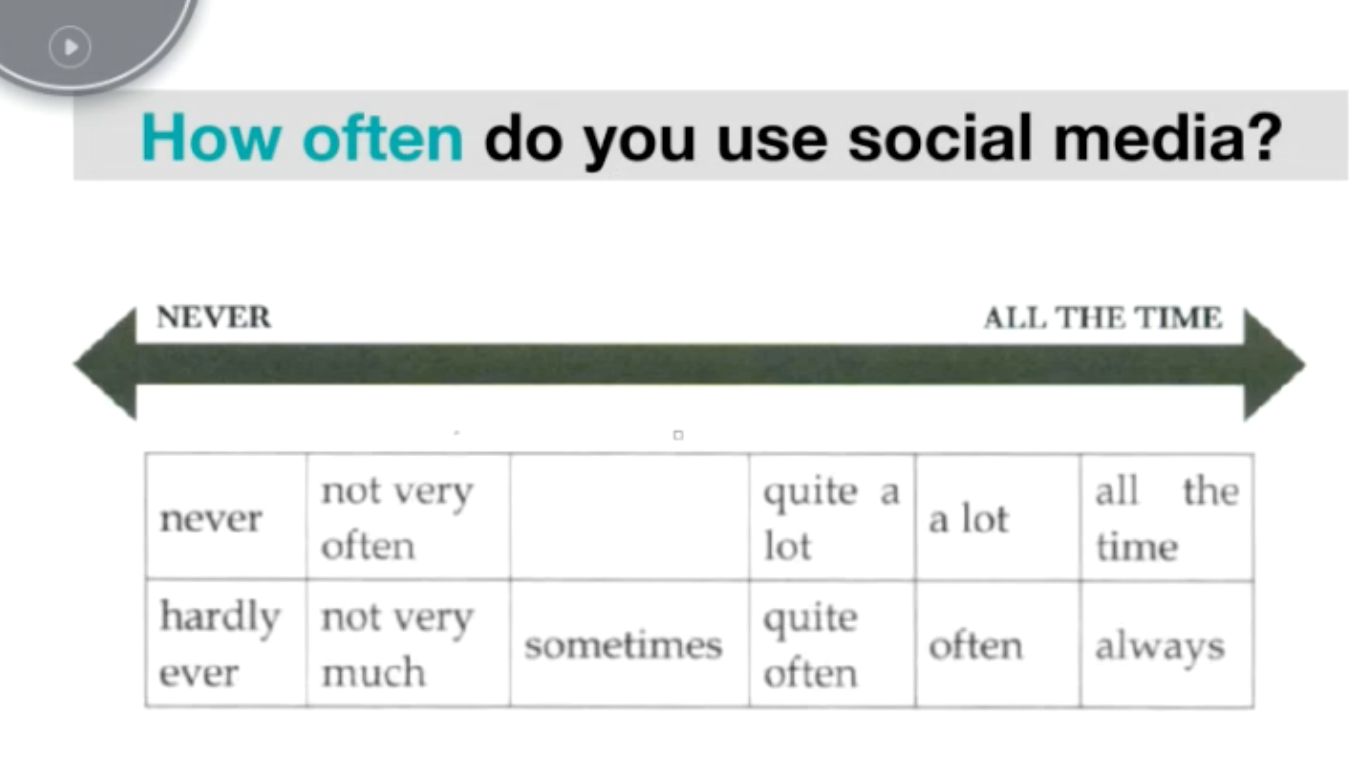 How often do you use social media?
NEVER
ALL THE TIME
never
not very
often
quite a
lot
a lot
all the
time
hardly
ever
not very
much
sometimes
quite
often
often
always